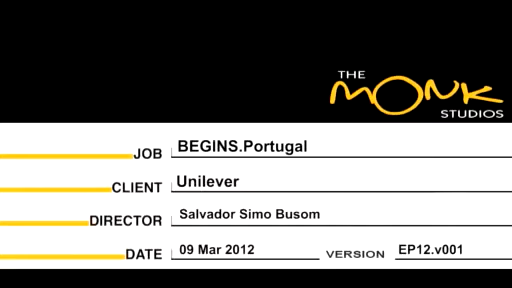 THE
MONK
STUDIOS
JOB BEGINS.Portugal
CLIENT Unilever
DIRECTOR Salvador Simo Busom
DATE 09 Mar 2012 VERSION EP12.v001